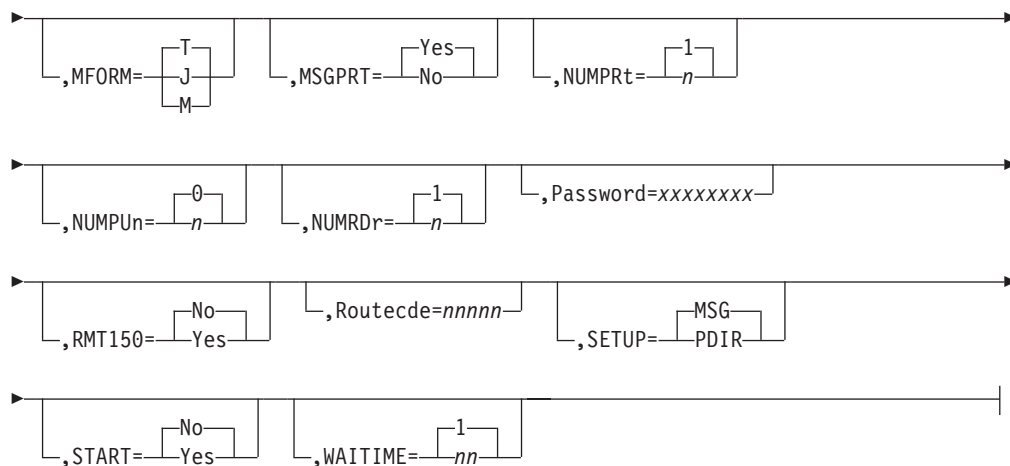 T Yes 1
,MFORM= J ,MSGPRT= No ,NUMPRt= n
M
0 1 ,Password=xxxxxxxx
,NUMPUn= n ,NUMRDr= n
No ,Routecde=nnnnn MSG
,RMT150= Yes ,SETUP= PDIR
No 1
,START= Yes ,WAITIME= nn